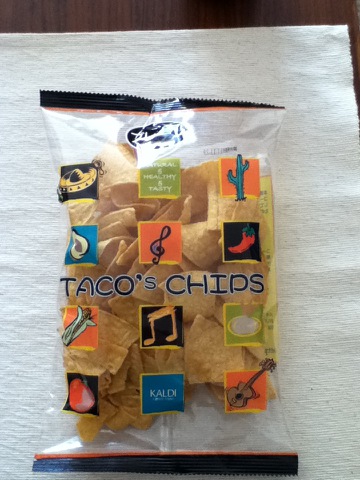 NATURAL
&
HEALTHY
&
TASTY
TACO's CHIPS
KALDI